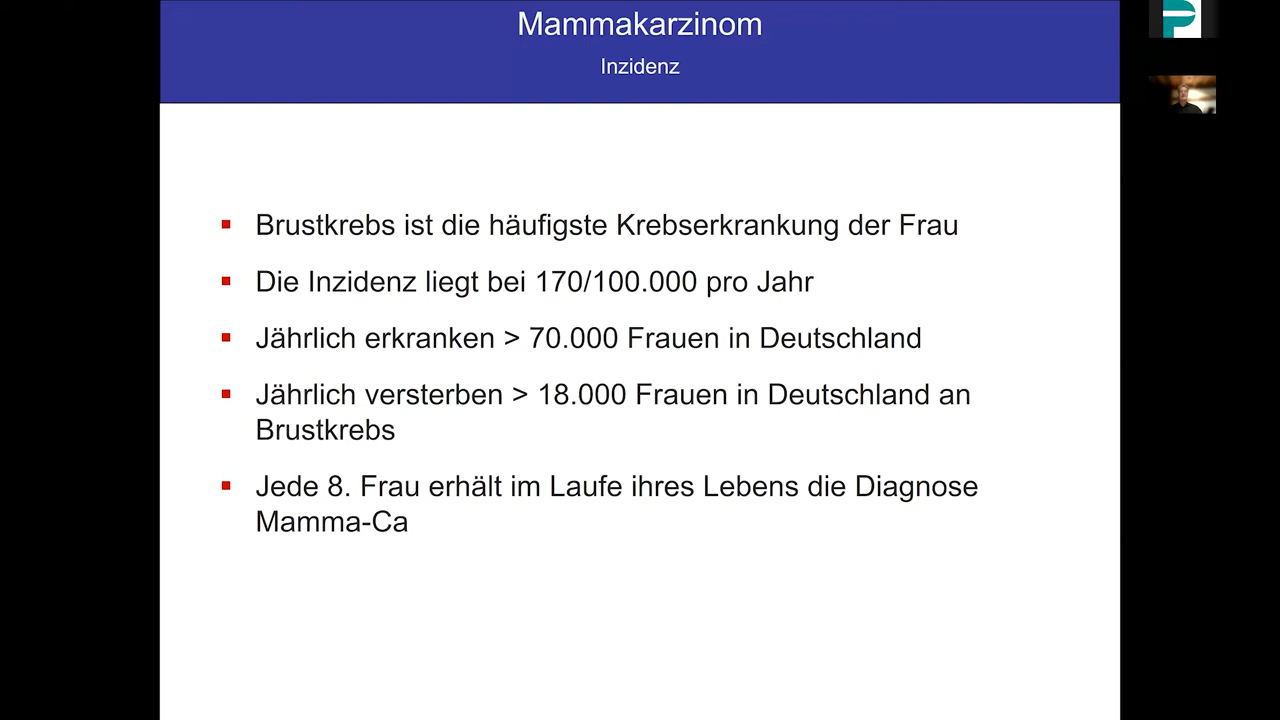 Mammakarzinom
Inzidenz
Brustkrebs ist die häufigste Krebserkrankung der Frau
Die Inzidenz liegt bei 170/100.000 pro Jahr
Jährlich erkranken > 70.000 Frauen in Deutschland
Jährlich versterben > 18.000 Frauen in Deutschland an
Brustkrebs
Jede 8. Frau erhält im Laufe ihres Lebens die Diagnose
Mamma-Ca